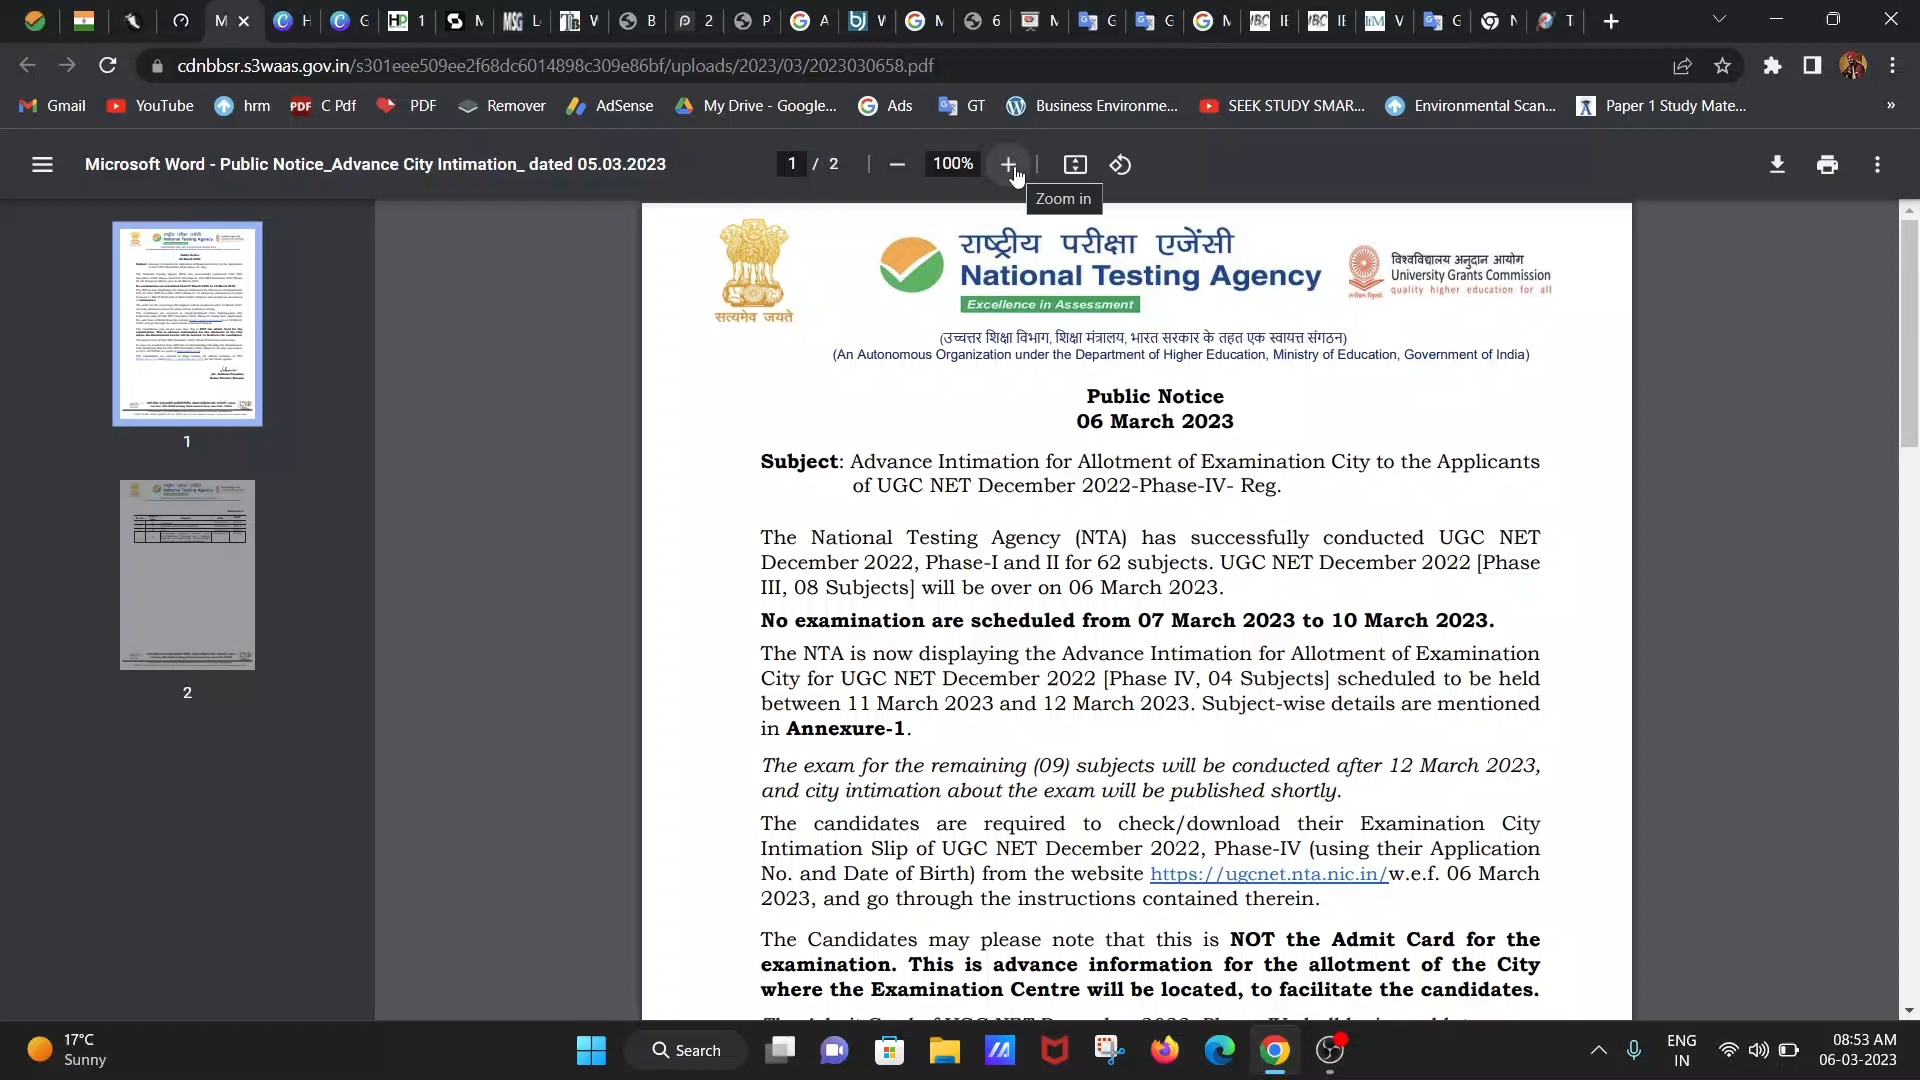 M
H
G
1
M
L
V
B
2
P
A
V
M
6
M
G
G
M
IE
IE
V
G
N
T
cdnbbsr.s3waas.gov.in/s301eee509ee2f68dc6014898c309e86bf/uploads/2023/03/2023030658.pdf
Gmail YouTube hrm C Pdf PDF Remover AdSense My Drive - Google... Ads GT Business Environme... SEEK STUDY SMAR... Environmental Scan... Paper 1 Study Mate... »
Microsoft Word - Public Notice_Advance City Intimation_ dated 05.03.2023
1 / 2 100%
Zoom in
1
2
सत्यमेव जयते
राष्ट्रीय परीक्षा एजेंसी
National Testing Agency
Excellence in Assessment
विश्वविद्यालय अनुदान आयोग
University Grants Commission
quality higher education for all
(उच्चत्तर शिक्षा विभाग, शिक्षा मंत्रालय, भारत सरकार के तहत एक स्वायत्त संगठन)
(An Autonomous Organization under the Department of Higher Education, Ministry of Education, Government of India)
Public Notice
06 March 2023
Subject: Advance Intimation for Allotment of Examination City to the Applicants
of UGC NET December 2022-Phase-IV- Reg.
The National Testing Agency (NTA) has successfully conducted UGC NET
December 2022, Phase-I and II for 62 subjects. UGC NET December 2022 [Phase
III, 08 Subjects] will be over on 06 March 2023.
No examination are scheduled from 07 March 2023 to 10 March 2023.
The NTA is now displaying the Advance Intimation for Allotment of Examination
City for UGC NET December 2022 [Phase IV, 04 Subjects] scheduled to be held
between 11 March 2023 and 12 March 2023. Subject-wise details are mentioned
in Annexure-1.
The exam for the remaining (09) subjects will be conducted after 12 March 2023,
and city intimation about the exam will be published shortly.
The candidates are required to check/download their Examination City
Intimation Slip of UGC NET December 2022, Phase-IV (using their Application
No. and Date of Birth) from the website https://ugcnet.nta.nic.in/w.e.f. 06 March
2023, and go through the instructions contained therein.
The Candidates may please note that this is NOT the Admit Card for the
examination. This is advance information for the allotment of the City
where the Examination Centre will be located, to facilitate the candidates.
17°C
Sunny
Search
ENG
IN
08:53 AM
06-03-2023